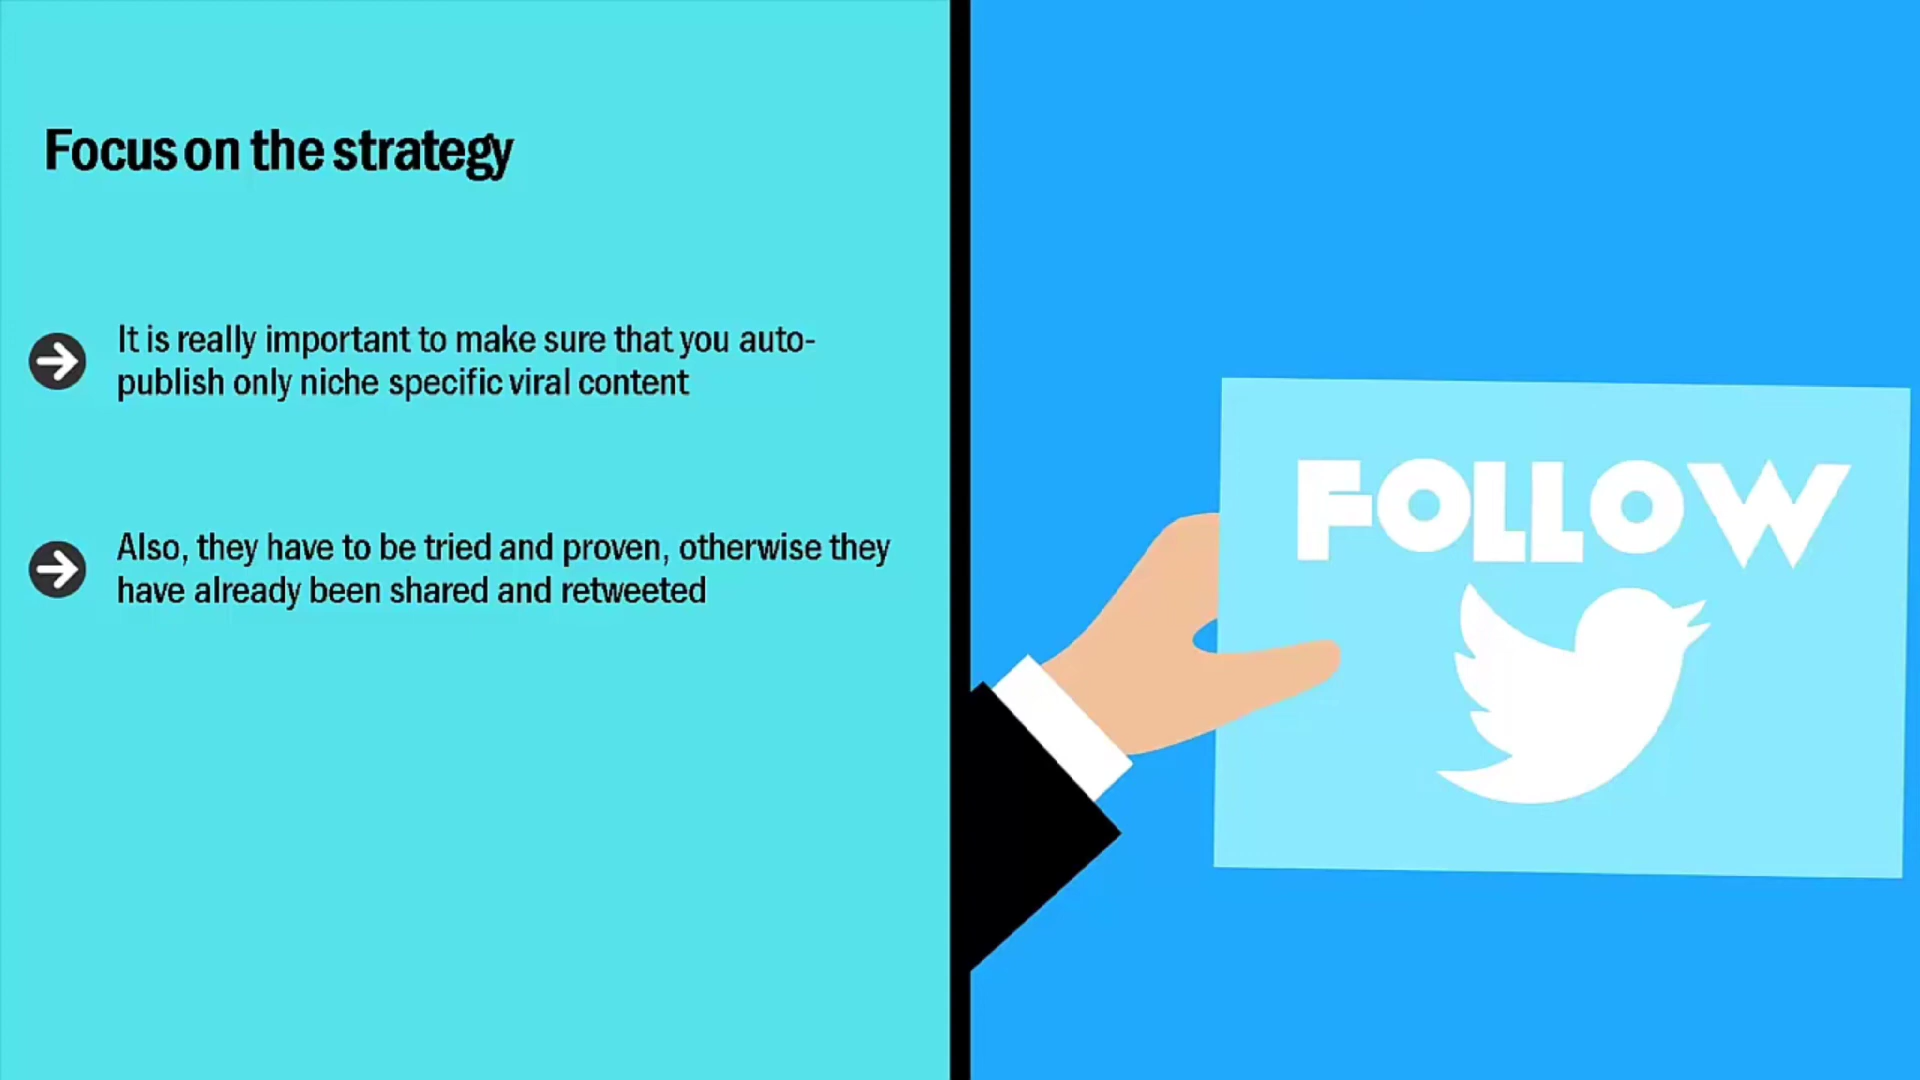 Focus on the strategy
It is really important to make sure that you auto-
publish only niche specific viral content
Also, they have to be tried and proven, otherwise they
have already been shared and retweeted
FOLLOW